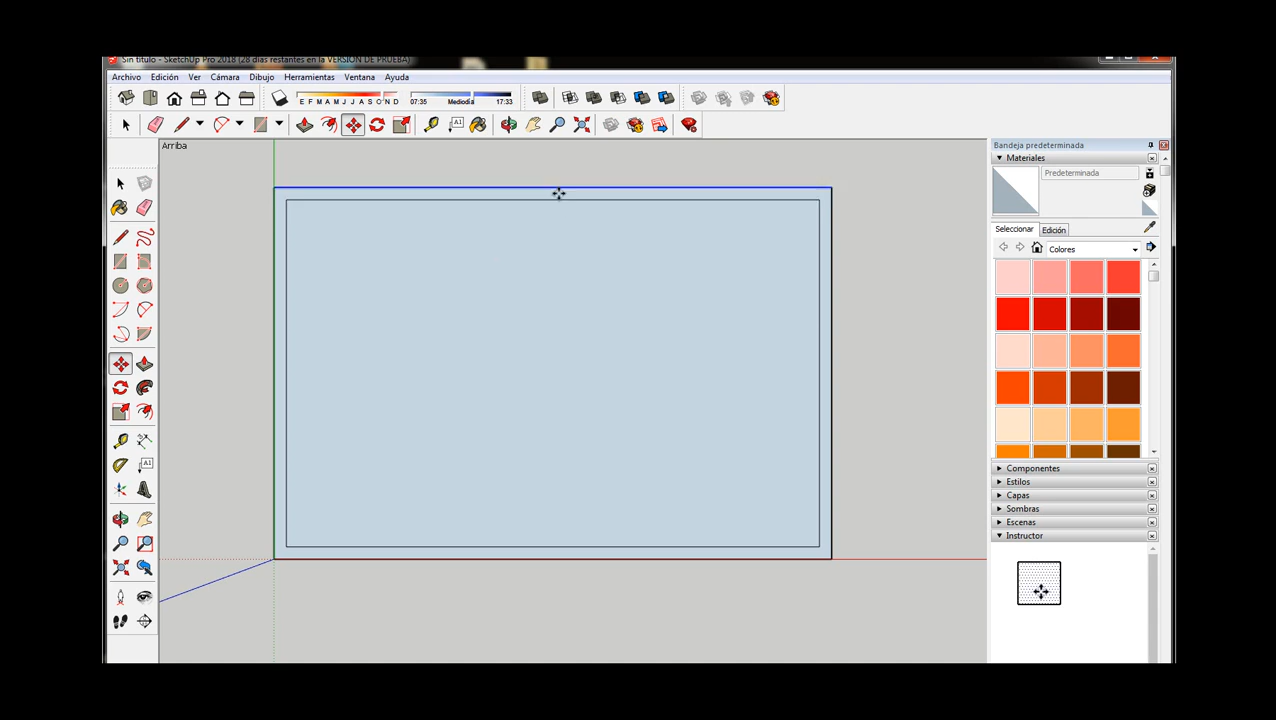 Sin título - SketchUp Pro 2018 (28 días restantes en la VERSIÓN DE PRUEBA)
Archivo Edición Ver Cámara Dibujo Herramientas Ventana Ayuda
E F M A M J J A S O N D 07:35 Mediodía 17:33
A1
Arriba
Bandeja predeterminada
Materiales
Predeterminada
Seleccionar Edición
Colores
A1
Componentes
Estilos
Capas
Sombras
Escenas
Instructor